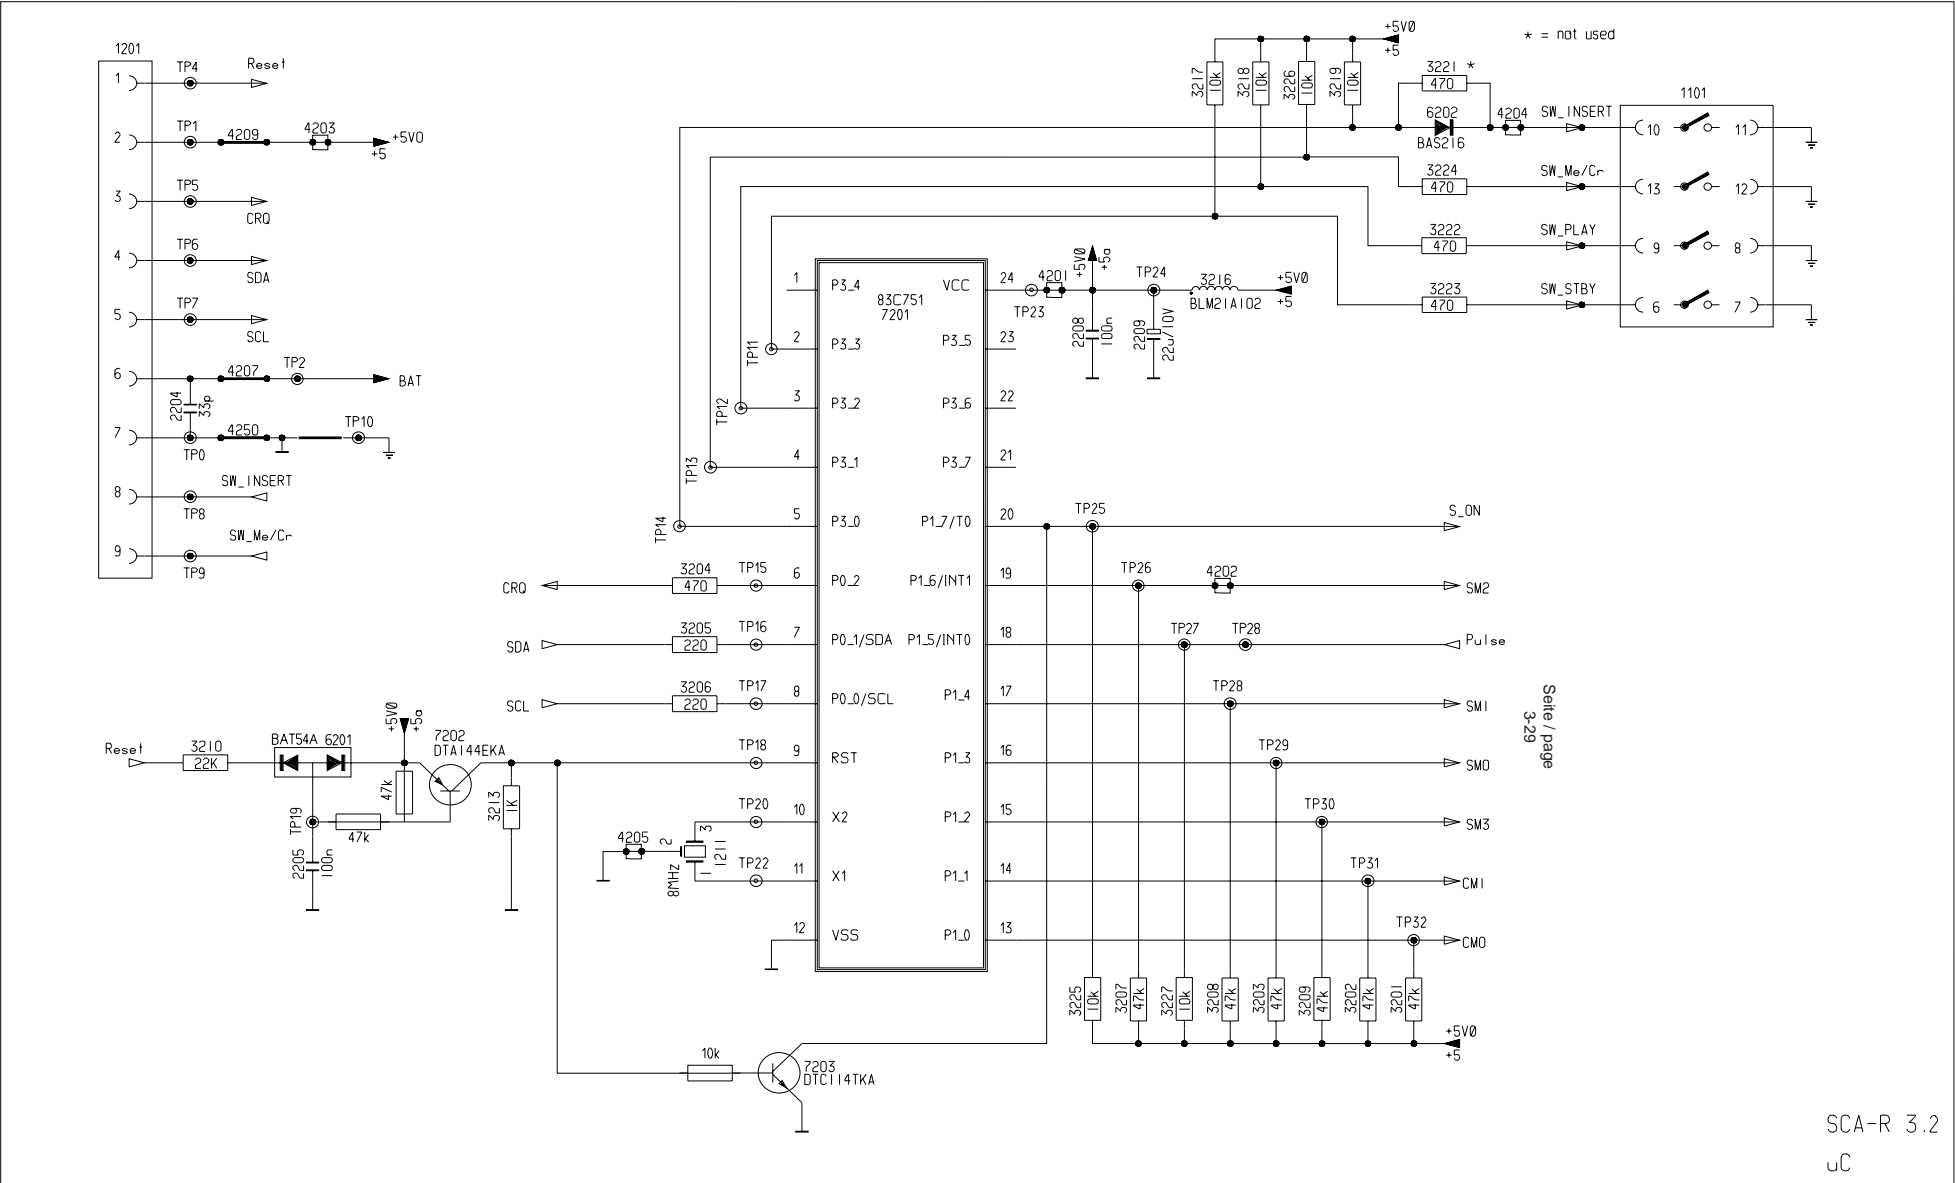 1201
1 TP4 Reset
2 TP1 4209 4203 +5VO +5
3 TP5 CRQ
4 TP6 SDA
5 TP7 SCL
6 4207 TP2 BAT
2204 33p
7 TP0 4250 TP10
8 TP8 SW_INSERT
9 TP9 SW_Me/Cr
+5VØ
+5
* = not used
3217 10k
3218 10k
3226 10k
3219 10k
3221 *
470
6202
BAS216
4204
SW_INSERT
1101
10 11
3224
470
SW_Me/Cr
13 12
3222
470
SW_PLAY
9 8
3223
470
SW_STBY
6 7
83C751
7201
1 P3_4
2 P3_3
3 P3_2
4 P3_1
5 P3_0
6 P0_2
7 P0_1/SDA
8 P0_0/SCL
9 RST
10 X2
11 X1
12 VSS
VCC 24
P3_5 23
P3_6 22
P3_7 21
P1_7/T0 20
P1_6/INT1 19
P1_5/INT0 18
P1_4 17
P1_3 16
P1_2 15
P1_1 14
P1_0 13
TP11
TP12
TP13
TP14
TP23
4201
+5VØ
+5a
TP24
3216
BLM21A102
+5VØ
+5
2208 100n
2209 22u/10V
CRQ 3204 470 TP15
SDA 3205 220 TP16
SCL 3206 220 TP17
TP18
TP20
TP22
TP25 S_ON
TP26 4202 SM2
TP27 TP28 Pulse
TP28 SM1
TP29 SM0
TP30 SM3
TP31 CM1
TP32 CM0
Seite / page
3-29
Reset
3210
22K
BAT54A 6201
+5VØ
+5a
7202
DTA144EKA
47k
TP19
47k
2205 100n
3213 1K
4205
2
3
1
1211
8MHz
3225 10k
3207 47k
3227 10k
3208 47k
3203 47k
3209 47k
3202 47k
3201 47k
+5VØ
+5
10k
7203
DTC114TKA
SCA-R 3.2
uC